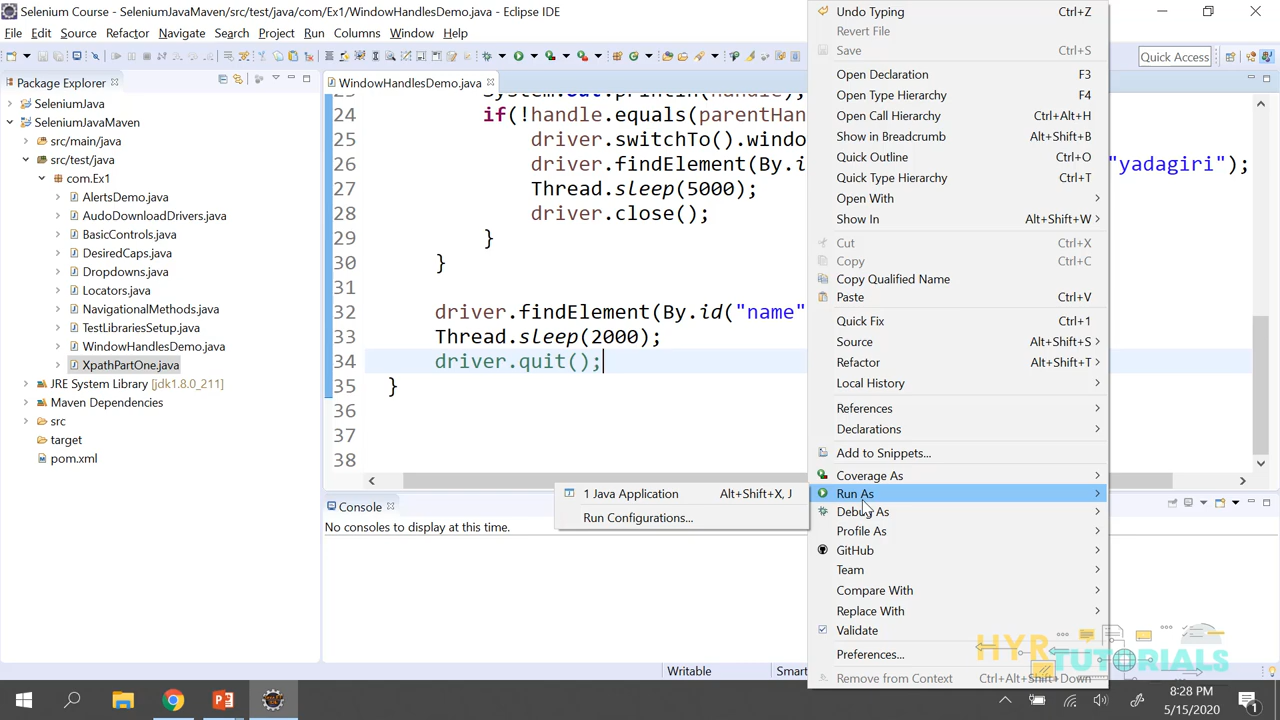 Selenium Course - SeleniumJavaMaven/src/test/java/com/Ex1/WindowHandlesDemo.java - Eclipse IDE
File Edit Source Refactor Navigate Search Project Run Columns Window Help
Quick Access
Package Explorer
SeleniumJava
SeleniumJavaMaven
src/main/java
src/test/java
com.Ex1
AlertsDemo.java
AudoDownloadDrivers.java
BasicControls.java
DesiredCaps.java
Dropdowns.java
Locators.java
NavigationalMethods.java
TestLibrariesSetup.java
WindowHandlesDemo.java
XpathPartOne.java
JRE System Library [jdk1.8.0_211]
Maven Dependencies
src
target
pom.xml
WindowHandlesDemo.java
23 System.out.println(handle);
24 if(!handle.equals(parentHan
25 driver.switchTo().windo
26 driver.findElement(By.i "yadagiri");
27 Thread.sleep(5000);
28 driver.close();
29 }
30 }
31
32 driver.findElement(By.id("name"
33 Thread.sleep(2000);
34 driver.quit();
35 }
36
37
38
Console
No consoles to display at this time.
Writable
Smart
Undo Typing Ctrl+Z
Revert File
Save Ctrl+S
Open Declaration F3
Open Type Hierarchy F4
Open Call Hierarchy Ctrl+Alt+H
Show in Breadcrumb Alt+Shift+B
Quick Outline Ctrl+O
Quick Type Hierarchy Ctrl+T
Open With
Show In Alt+Shift+W
Cut Ctrl+X
Copy Ctrl+C
Copy Qualified Name
Paste Ctrl+V
Quick Fix Ctrl+1
Source Alt+Shift+S
Refactor Alt+Shift+T
Local History
References
Declarations
Add to Snippets...
Coverage As
Run As
Debug As
Profile As
GitHub
Team
Compare With
Replace With
Validate
Preferences...
Remove from Context Ctrl+Alt+Shift+Down
1 Java Application Alt+Shift+X, J
Run Configurations...
HYR TUTORIALS
8:28 PM
5/15/2020
1